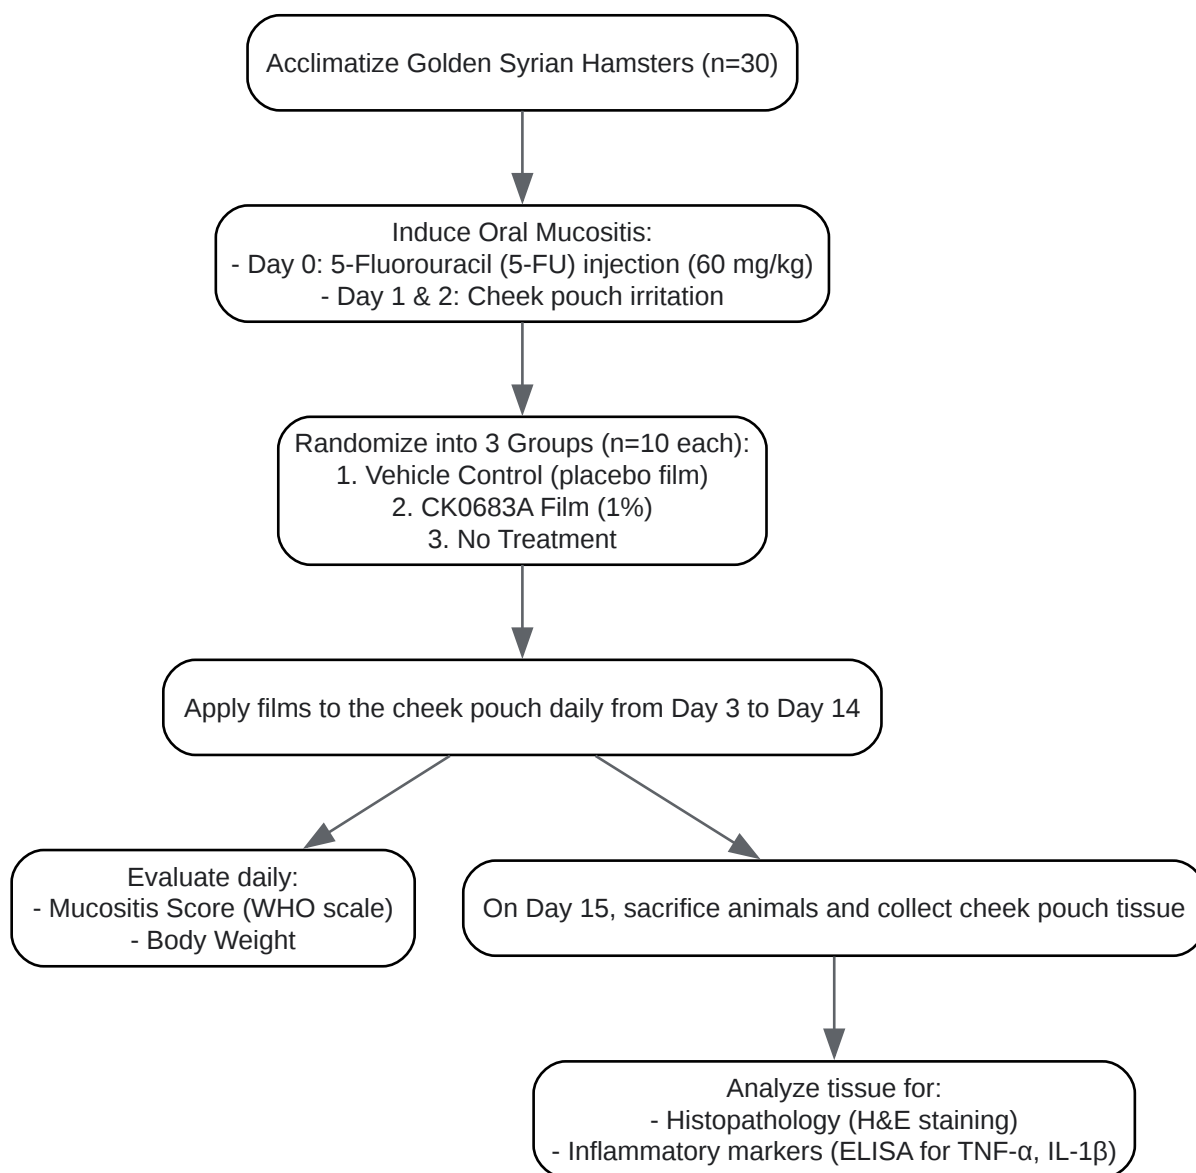 Acclimatize Golden Syrian Hamsters (n=30)
Induce Oral Mucositis:
- Day 0: 5-Fluorouracil (5-FU) injection (60 mg/kg)
- Day 1 & 2: Cheek pouch irritation
Randomize into 3 Groups (n=10 each):
1. Vehicle Control (placebo film)
2. CK0683A Film (1%)
3. No Treatment
Apply films to the cheek pouch daily from Day 3 to Day 14
Evaluate daily:
- Mucositis Score (WHO scale)
- Body Weight
On Day 15, sacrifice animals and collect cheek pouch tissue
Analyze tissue for:
- Histopathology (H&E staining)
- Inflammatory markers (ELISA for TNF-α, IL-1β)